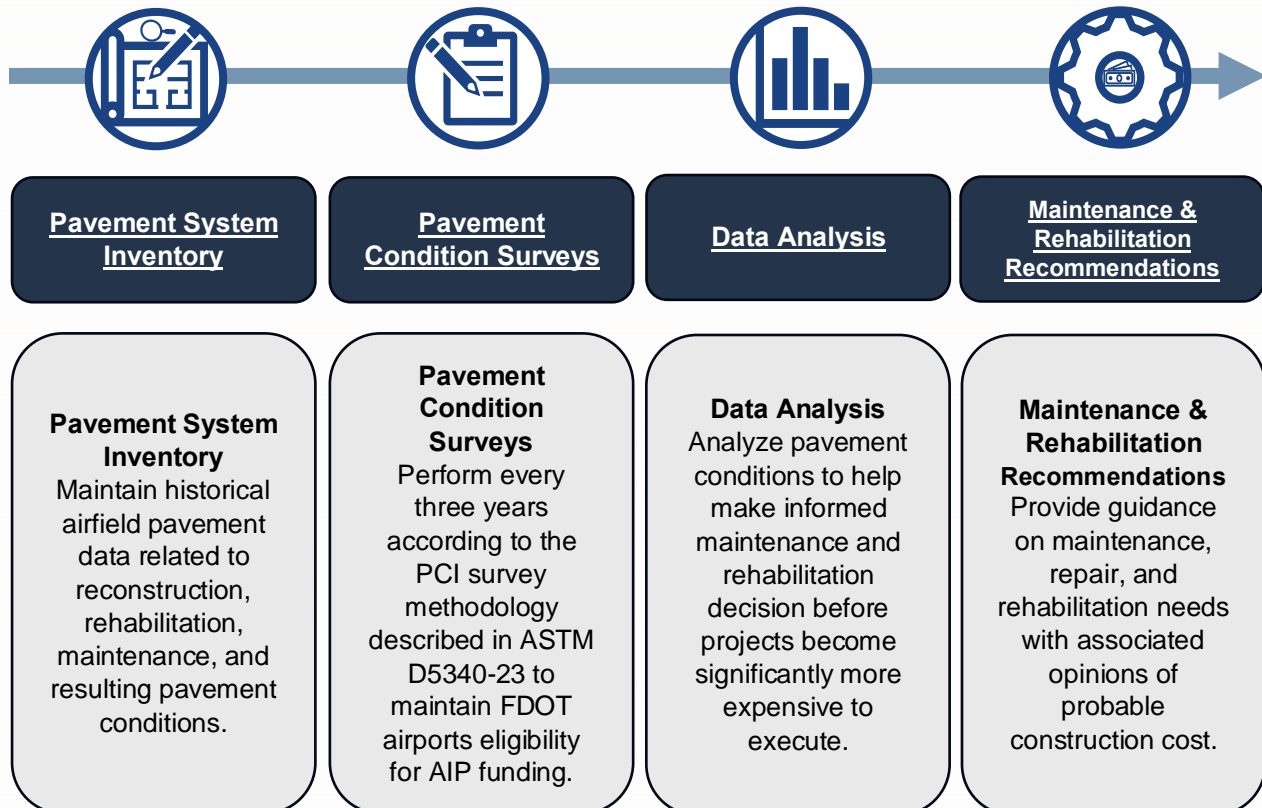 Pavement System
Inventory
Pavement
Condition Surveys
Data Analysis
Maintenance &
Rehabilitation
Recommendations
Pavement System
Inventory
Maintain historical
airfield pavement
data related to
reconstruction,
rehabilitation,
maintenance, and
resulting pavement
conditions.
Pavement
Condition
Surveys
Perform every
three years
according to the
PCI survey
methodology
described in ASTM
D5340-23 to
maintain FDOT
airports eligibility
for AIP funding.
Data Analysis
Analyze pavement
conditions to help
make informed
maintenance and
rehabilitation
decision before
projects become
significantly more
expensive to
execute.
Maintenance &
Rehabilitation
Recommendations
Provide guidance
on maintenance,
repair, and
rehabilitation needs
with associated
opinions of
probable
construction cost.